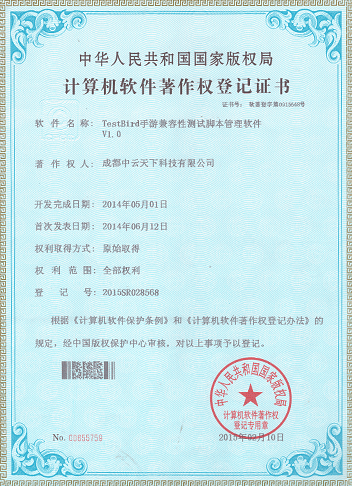 中华人民共和国国家版权局
计算机软件著作权登记证书
证书号： 软著登字第0915648号
软件名称： TestBird手游兼容性测试脚本管理软件
V1.0
著作权人： 成都中云天下科技有限公司
开发完成日期： 2014年05月01日
首次发表日期： 2014年06月12日
权利取得方式： 原始取得
权利范围： 全部权利
登记号： 2015SR028568
根据《计算机软件保护条例》和《计算机软件著作权登记办法》的
规定，经中国版权保护中心审核，对以上事项予以登记。
中华人民共和国国家版权局
计算机软件著作权
登记专用章
No. 00655759
2015年02月10日